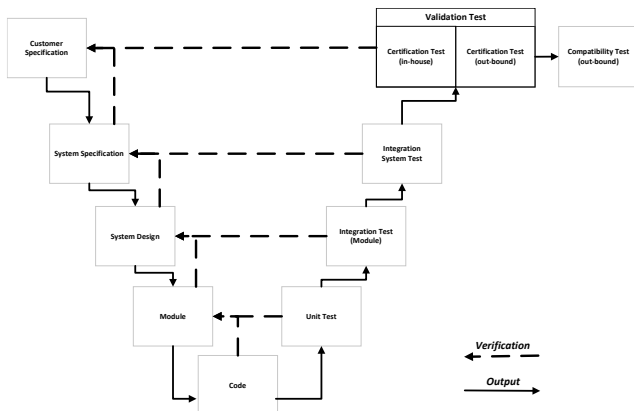 Validation Test
Customer
Specification
Certification Test
(in-house)
Certification Test
(out-bound)
Compatibility Test
(out-bound)
System Specification
Integration
System Test
System Design
Integration Test
(Module)
Module
Unit Test
Verification
Code
Output